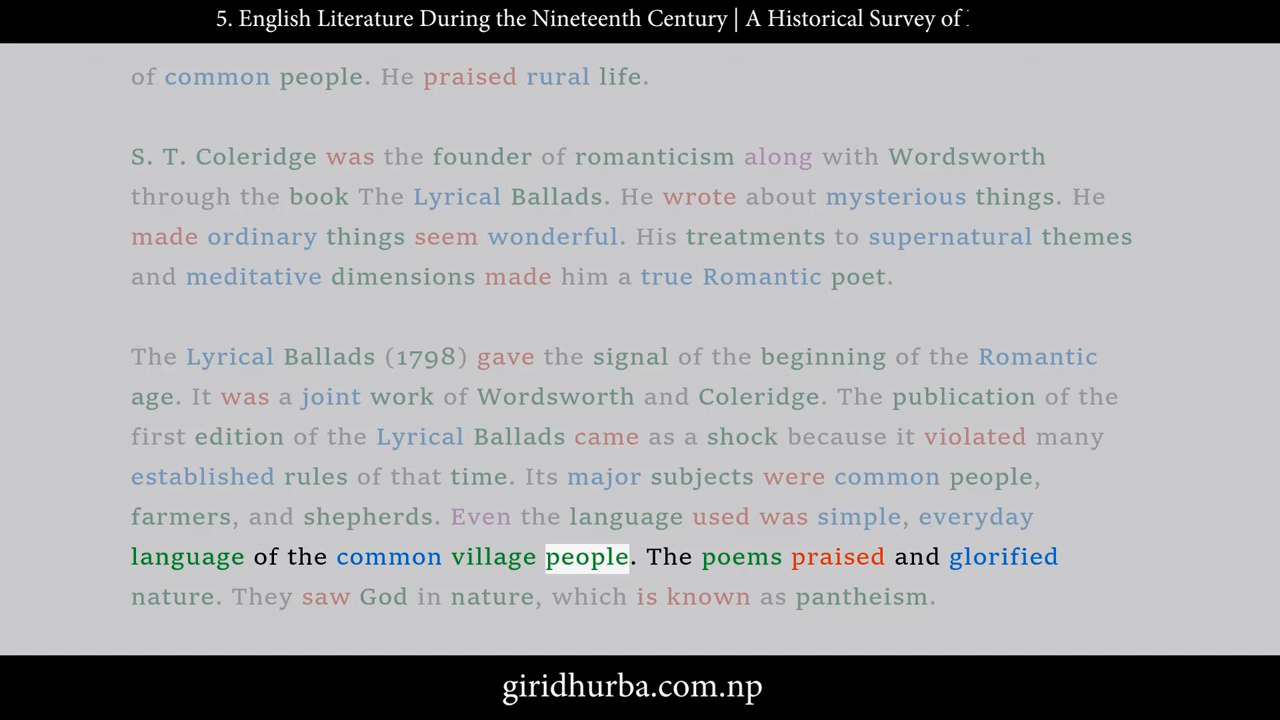 5. English Literature During the Nineteenth Century | A Historical Survey of
of common people. He praised rural life.
S. T. Coleridge was the founder of romanticism along with Wordsworth
through the book The Lyrical Ballads. He wrote about mysterious things. He
made ordinary things seem wonderful. His treatments to supernatural themes
and meditative dimensions made him a true Romantic poet.
The Lyrical Ballads (1798) gave the signal of the beginning of the Romantic
age. It was a joint work of Wordsworth and Coleridge. The publication of the
first edition of the Lyrical Ballads came as a shock because it violated many
established rules of that time. Its major subjects were common people,
farmers, and shepherds. Even the language used was simple, everyday
language of the common village people. The poems praised and glorified
nature. They saw God in nature, which is known as pantheism.
giridhurba.com.np